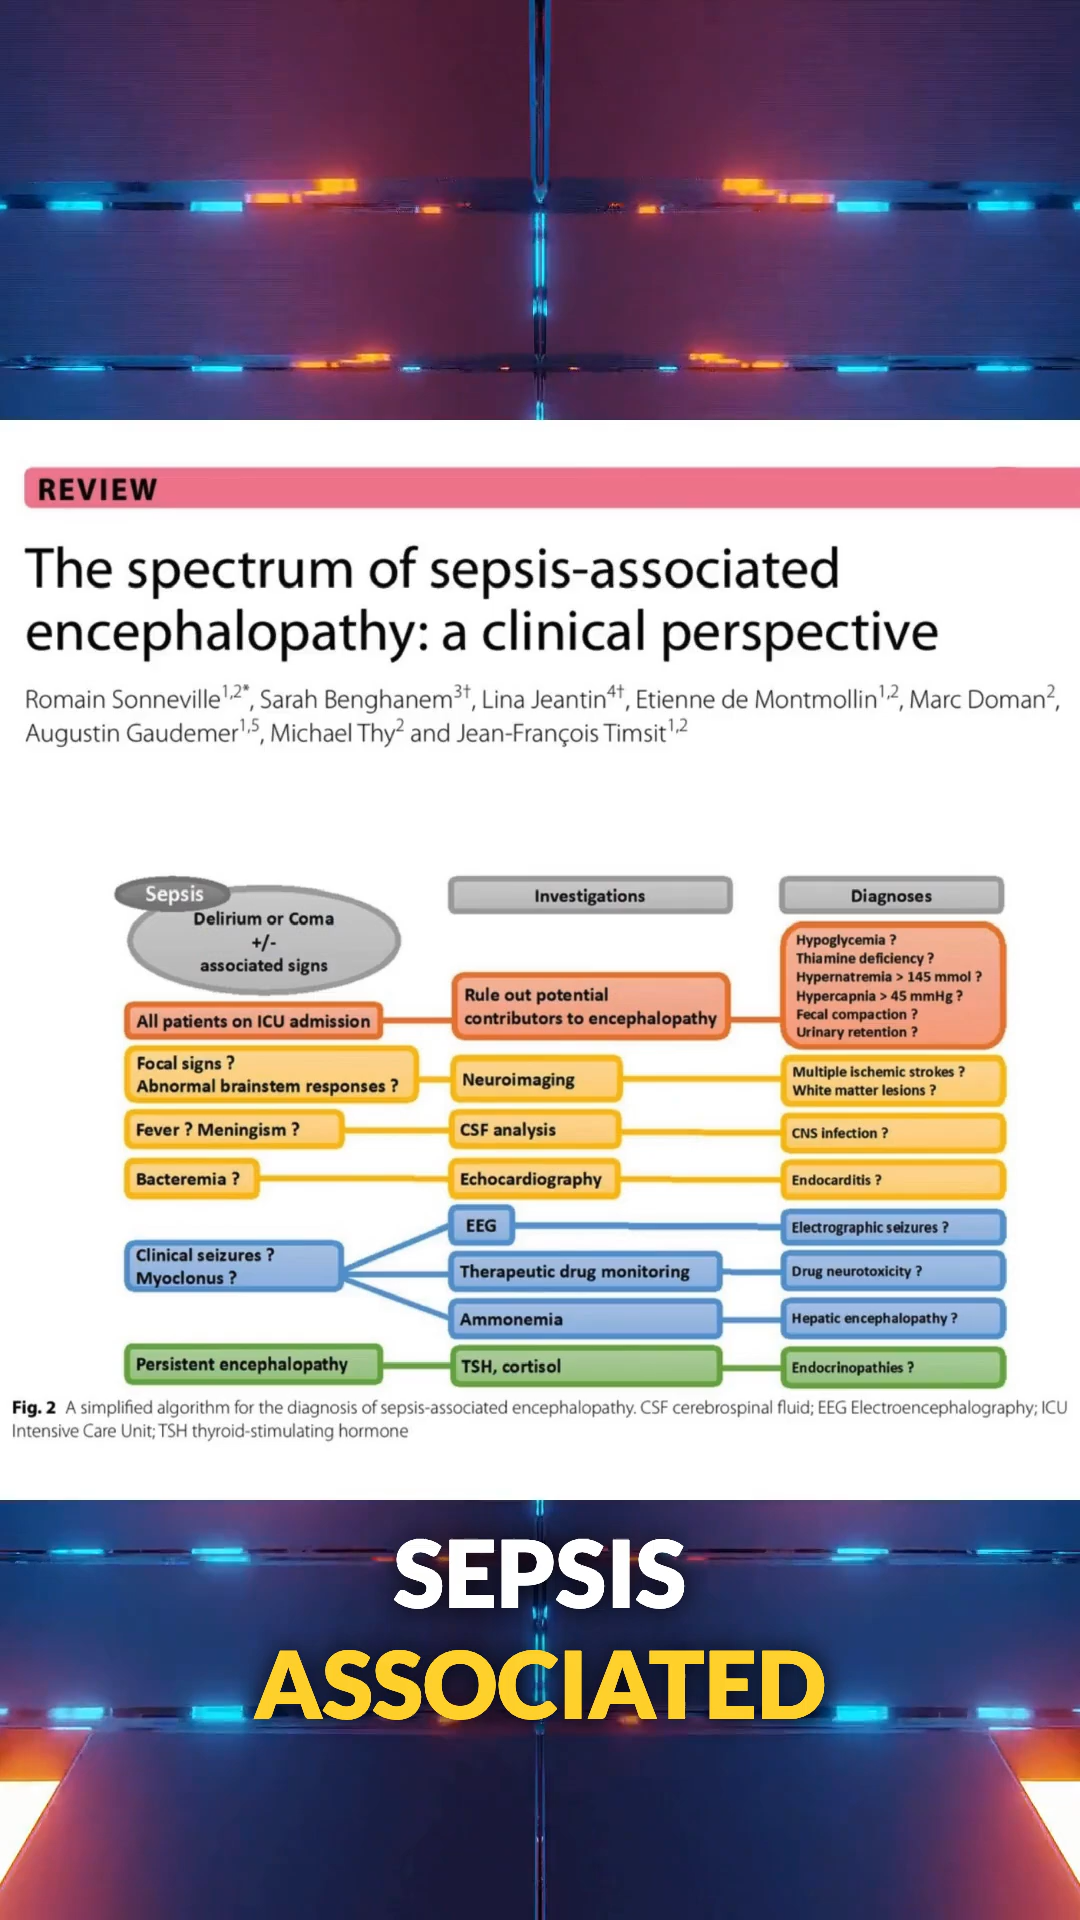 REVIEW
The spectrum of sepsis-associated
encephalopathy: a clinical perspective
Romain Sonneville1,2*, Sarah Benghanem3†, Lina Jeantin4†, Etienne de Montmollin1,2, Marc Doman2,
Augustin Gaudemer1,5, Michael Thy2 and Jean-François Timsit1,2
Sepsis
Delirium or Coma
+/-
associated signs
Investigations
Diagnoses
All patients on ICU admission
Rule out potential
contributors to encephalopathy
Hypoglycemia ?
Thiamine deficiency ?
Hypernatremia > 145 mmol ?
Hypercapnia > 45 mmHg ?
Fecal compaction ?
Urinary retention ?
Focal signs ?
Abnormal brainstem responses ?
Neuroimaging
Multiple ischemic strokes ?
White matter lesions ?
Fever ? Meningism ?
CSF analysis
CNS infection ?
Bacteremia ?
Echocardiography
Endocarditis ?
Clinical seizures ?
Myoclonus ?
EEG
Electrographic seizures ?
Therapeutic drug monitoring
Drug neurotoxicity ?
Ammonemia
Hepatic encephalopathy ?
Persistent encephalopathy
TSH, cortisol
Endocrinopathies ?
Fig. 2 A simplified algorithm for the diagnosis of sepsis-associated encephalopathy. CSF cerebrospinal fluid; EEG Electroencephalography; ICU
Intensive Care Unit; TSH thyroid-stimulating hormone
SEPSIS
ASSOCIATED